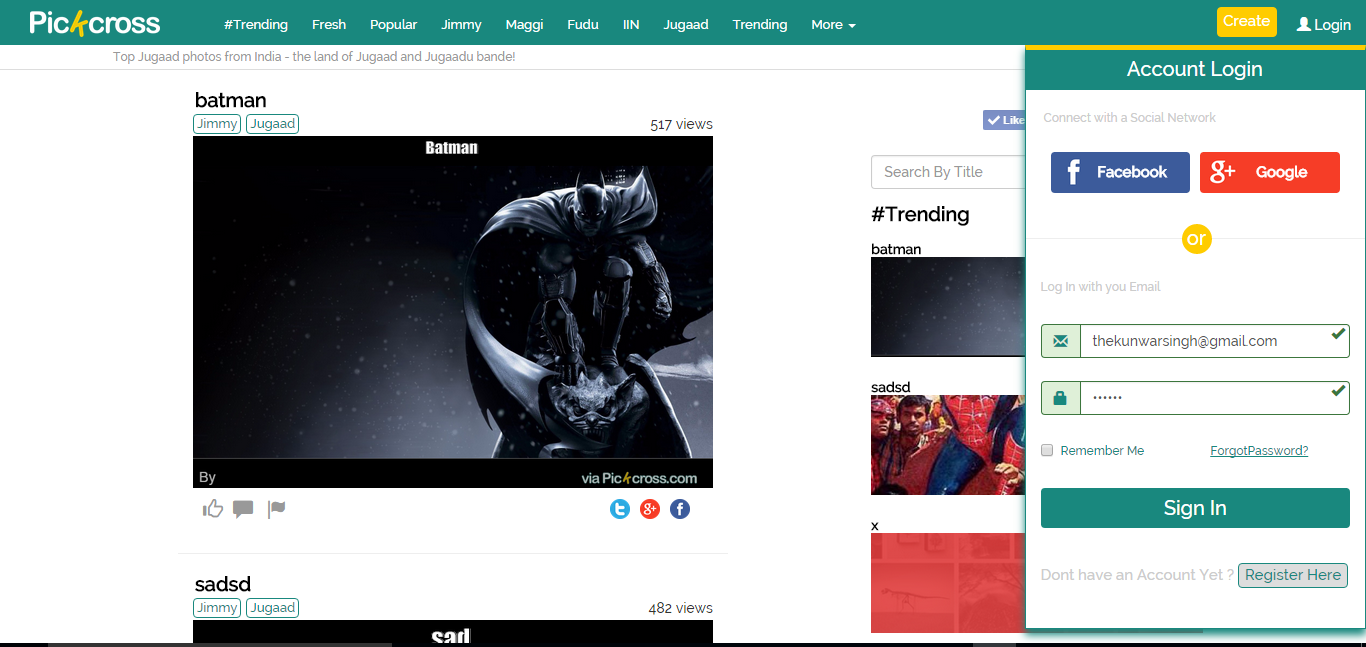 Pickcross #Trending Fresh Popular Jimmy Maggi Fudu IIN Jugaad Trending More Create Login
Top Jugaad photos from India - the land of Jugaad and Jugaadu bande!
batman
Jimmy Jugaad 517 views
Batman
By via Pickcross.com
sadsd
Jimmy Jugaad 482 views
sad
Like
Search By Title
#Trending
batman
sadsd
x
Account Login
Connect with a Social Network
f Facebook g+ Google
or
Log In with you Email
thekunwarsingh@gmail.com
••••••
Remember Me ForgotPassword?
Sign In
Dont have an Account Yet ? Register Here